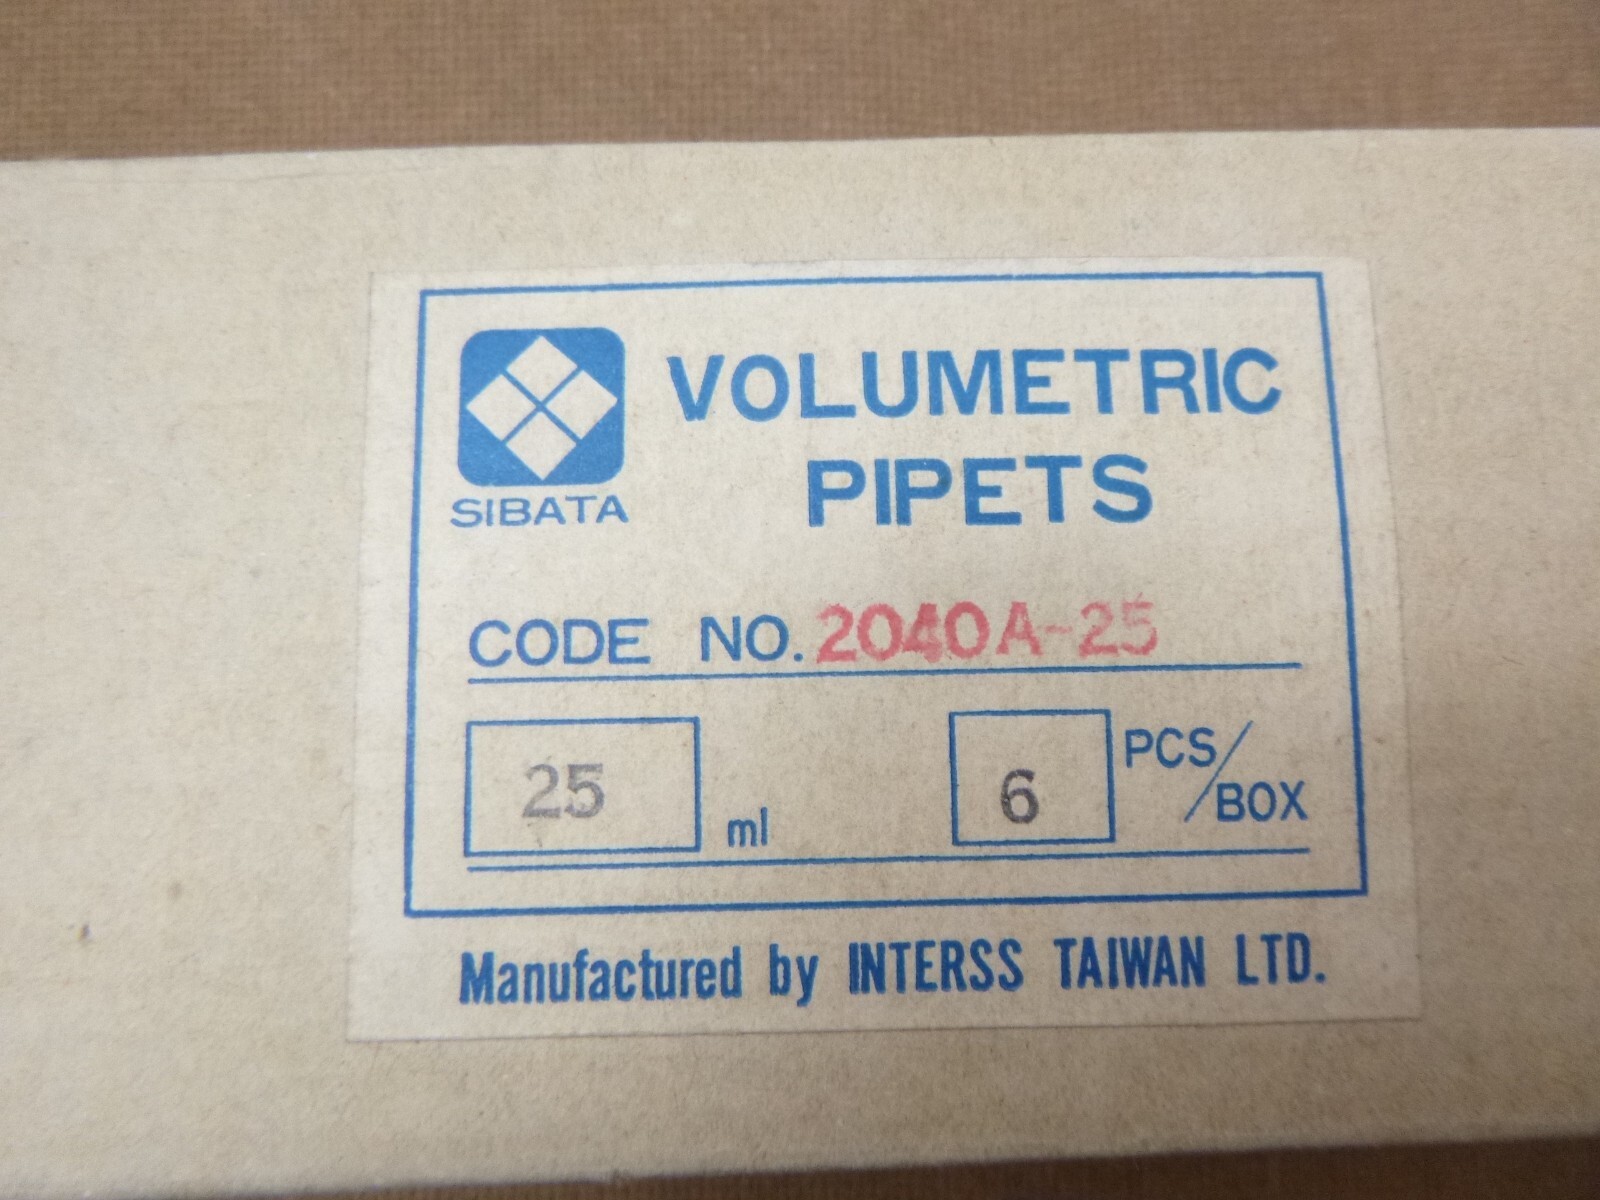 VOLUMETRIC
PIPETS
SIBATA
CODE NO. 2040A-25
25 ml 6 PCS/BOX
Manufactured by INTERSS TAIWAN LTD.